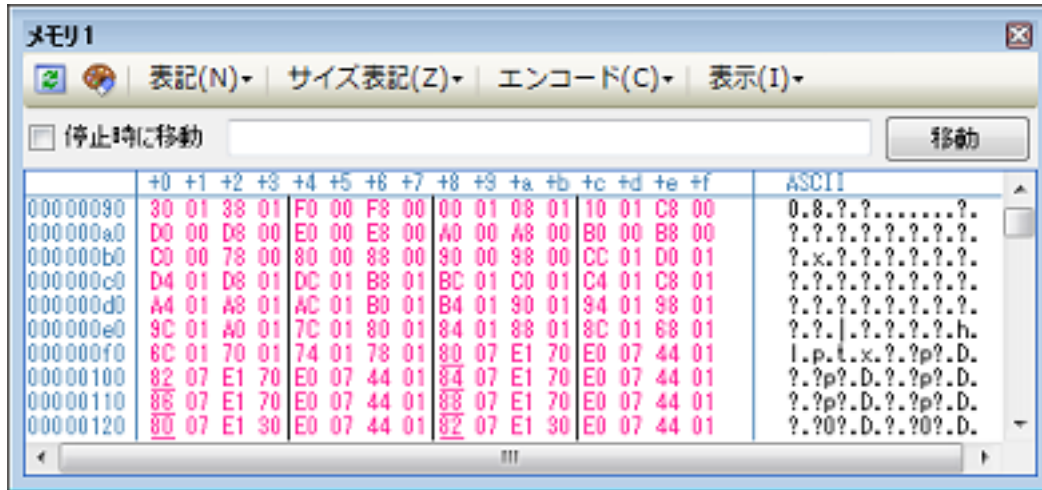 メモリ1
表記(N) サイズ表記(Z) エンコード(C) 表示(I)
停止時に移動 移動
+0 +1 +2 +3 +4 +5 +6 +7 +8 +9 +a +b +c +d +e +f ASCII
00000090 30 01 38 01 F0 00 F8 00 00 01 08 01 10 01 C8 00 0.8.?.?.......?.
000000a0 D0 00 D8 00 E0 00 E8 00 A0 00 A8 00 B0 00 B8 00 ?.?.?.?.?.?.?.?.
000000b0 C0 00 78 00 80 00 88 00 90 00 98 00 CC 01 D0 01 ?.x.?.?.?.?.?.?.
000000c0 D4 01 D8 01 DC 01 B8 01 BC 01 C0 01 C4 01 C8 01 ?.?.?.?.?.?.?.?.
000000d0 A4 01 A8 01 AC 01 B0 01 B4 01 90 01 94 01 98 01 ?.?.?.?.?.?.?.?.
000000e0 9C 01 A0 01 7C 01 80 01 84 01 88 01 8C 01 68 01 ?.?.|.?.?.?.?.h.
000000f0 6C 01 70 01 74 01 78 01 80 07 E1 70 E0 07 44 01 l.p.t.x.?.?p?.D.
00000100 82 07 E1 70 E0 07 44 01 84 07 E1 70 E0 07 44 01 ?.?p?.D.?.?p?.D.
00000110 86 07 E1 70 E0 07 44 01 88 07 E1 70 E0 07 44 01 ?.?p?.D.?.?p?.D.
00000120 80 07 E1 30 E0 07 44 01 82 07 E1 30 E0 07 44 01 ?.?0?.D.?.?0?.D.